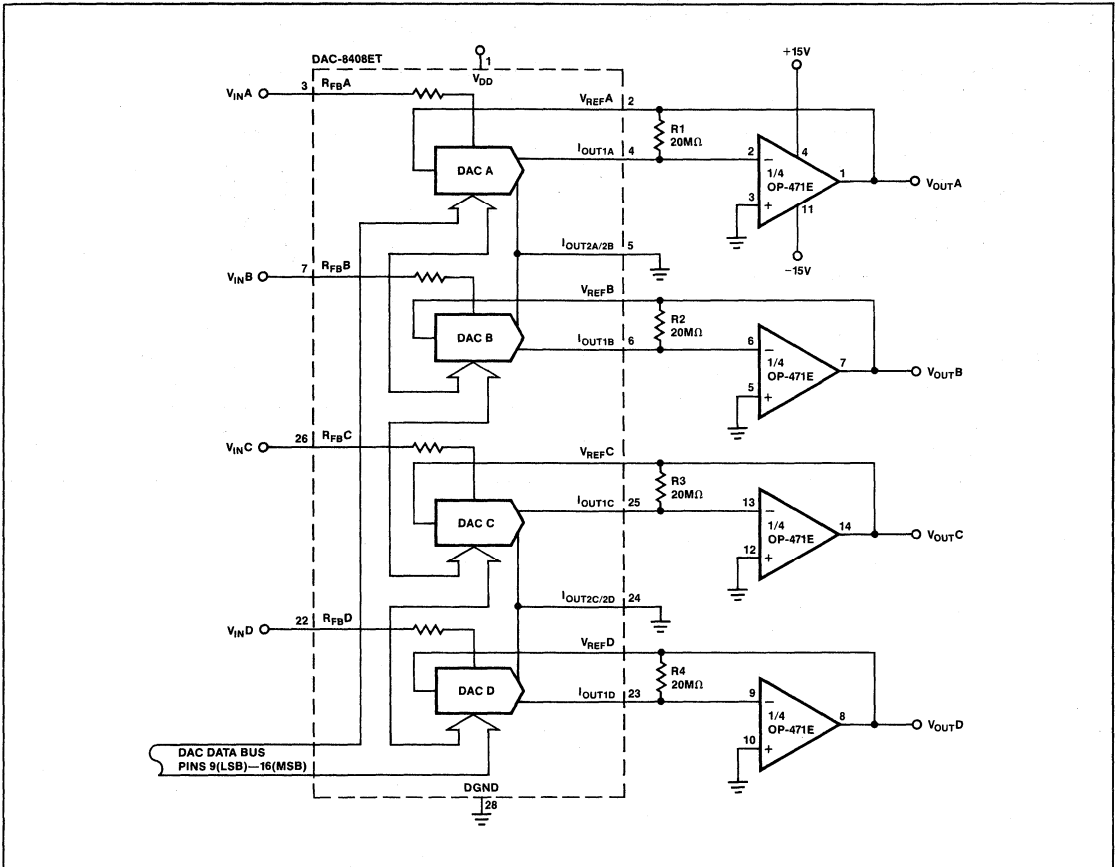 DAC-8408ET
1
VDD
+15V
VINA 3 RFBA
VREFA 2
R1
20MΩ
IOUT1A 4
DAC A
2 −
4
1/4
OP-471E
1
VOUTA
3 +
11
−15V
IOUT2A/2B 5
VINB 7 RFBB
VREFB
R2
20MΩ
IOUT1B 6
DAC B
6 −
1/4
OP-471E
7
VOUTB
5 +
VINC 26 RFBC
VREFC
R3
20MΩ
IOUT1C 25
DAC C
13 −
1/4
OP-471E
14
VOUTC
12 +
IOUT2C/2D 24
VIND 22 RFBD
VREFD
R4
20MΩ
IOUT1D 23
DAC D
9 −
1/4
OP-471E
8
VOUTD
10 +
DAC DATA BUS
PINS 9(LSB)—16(MSB)
DGND
28